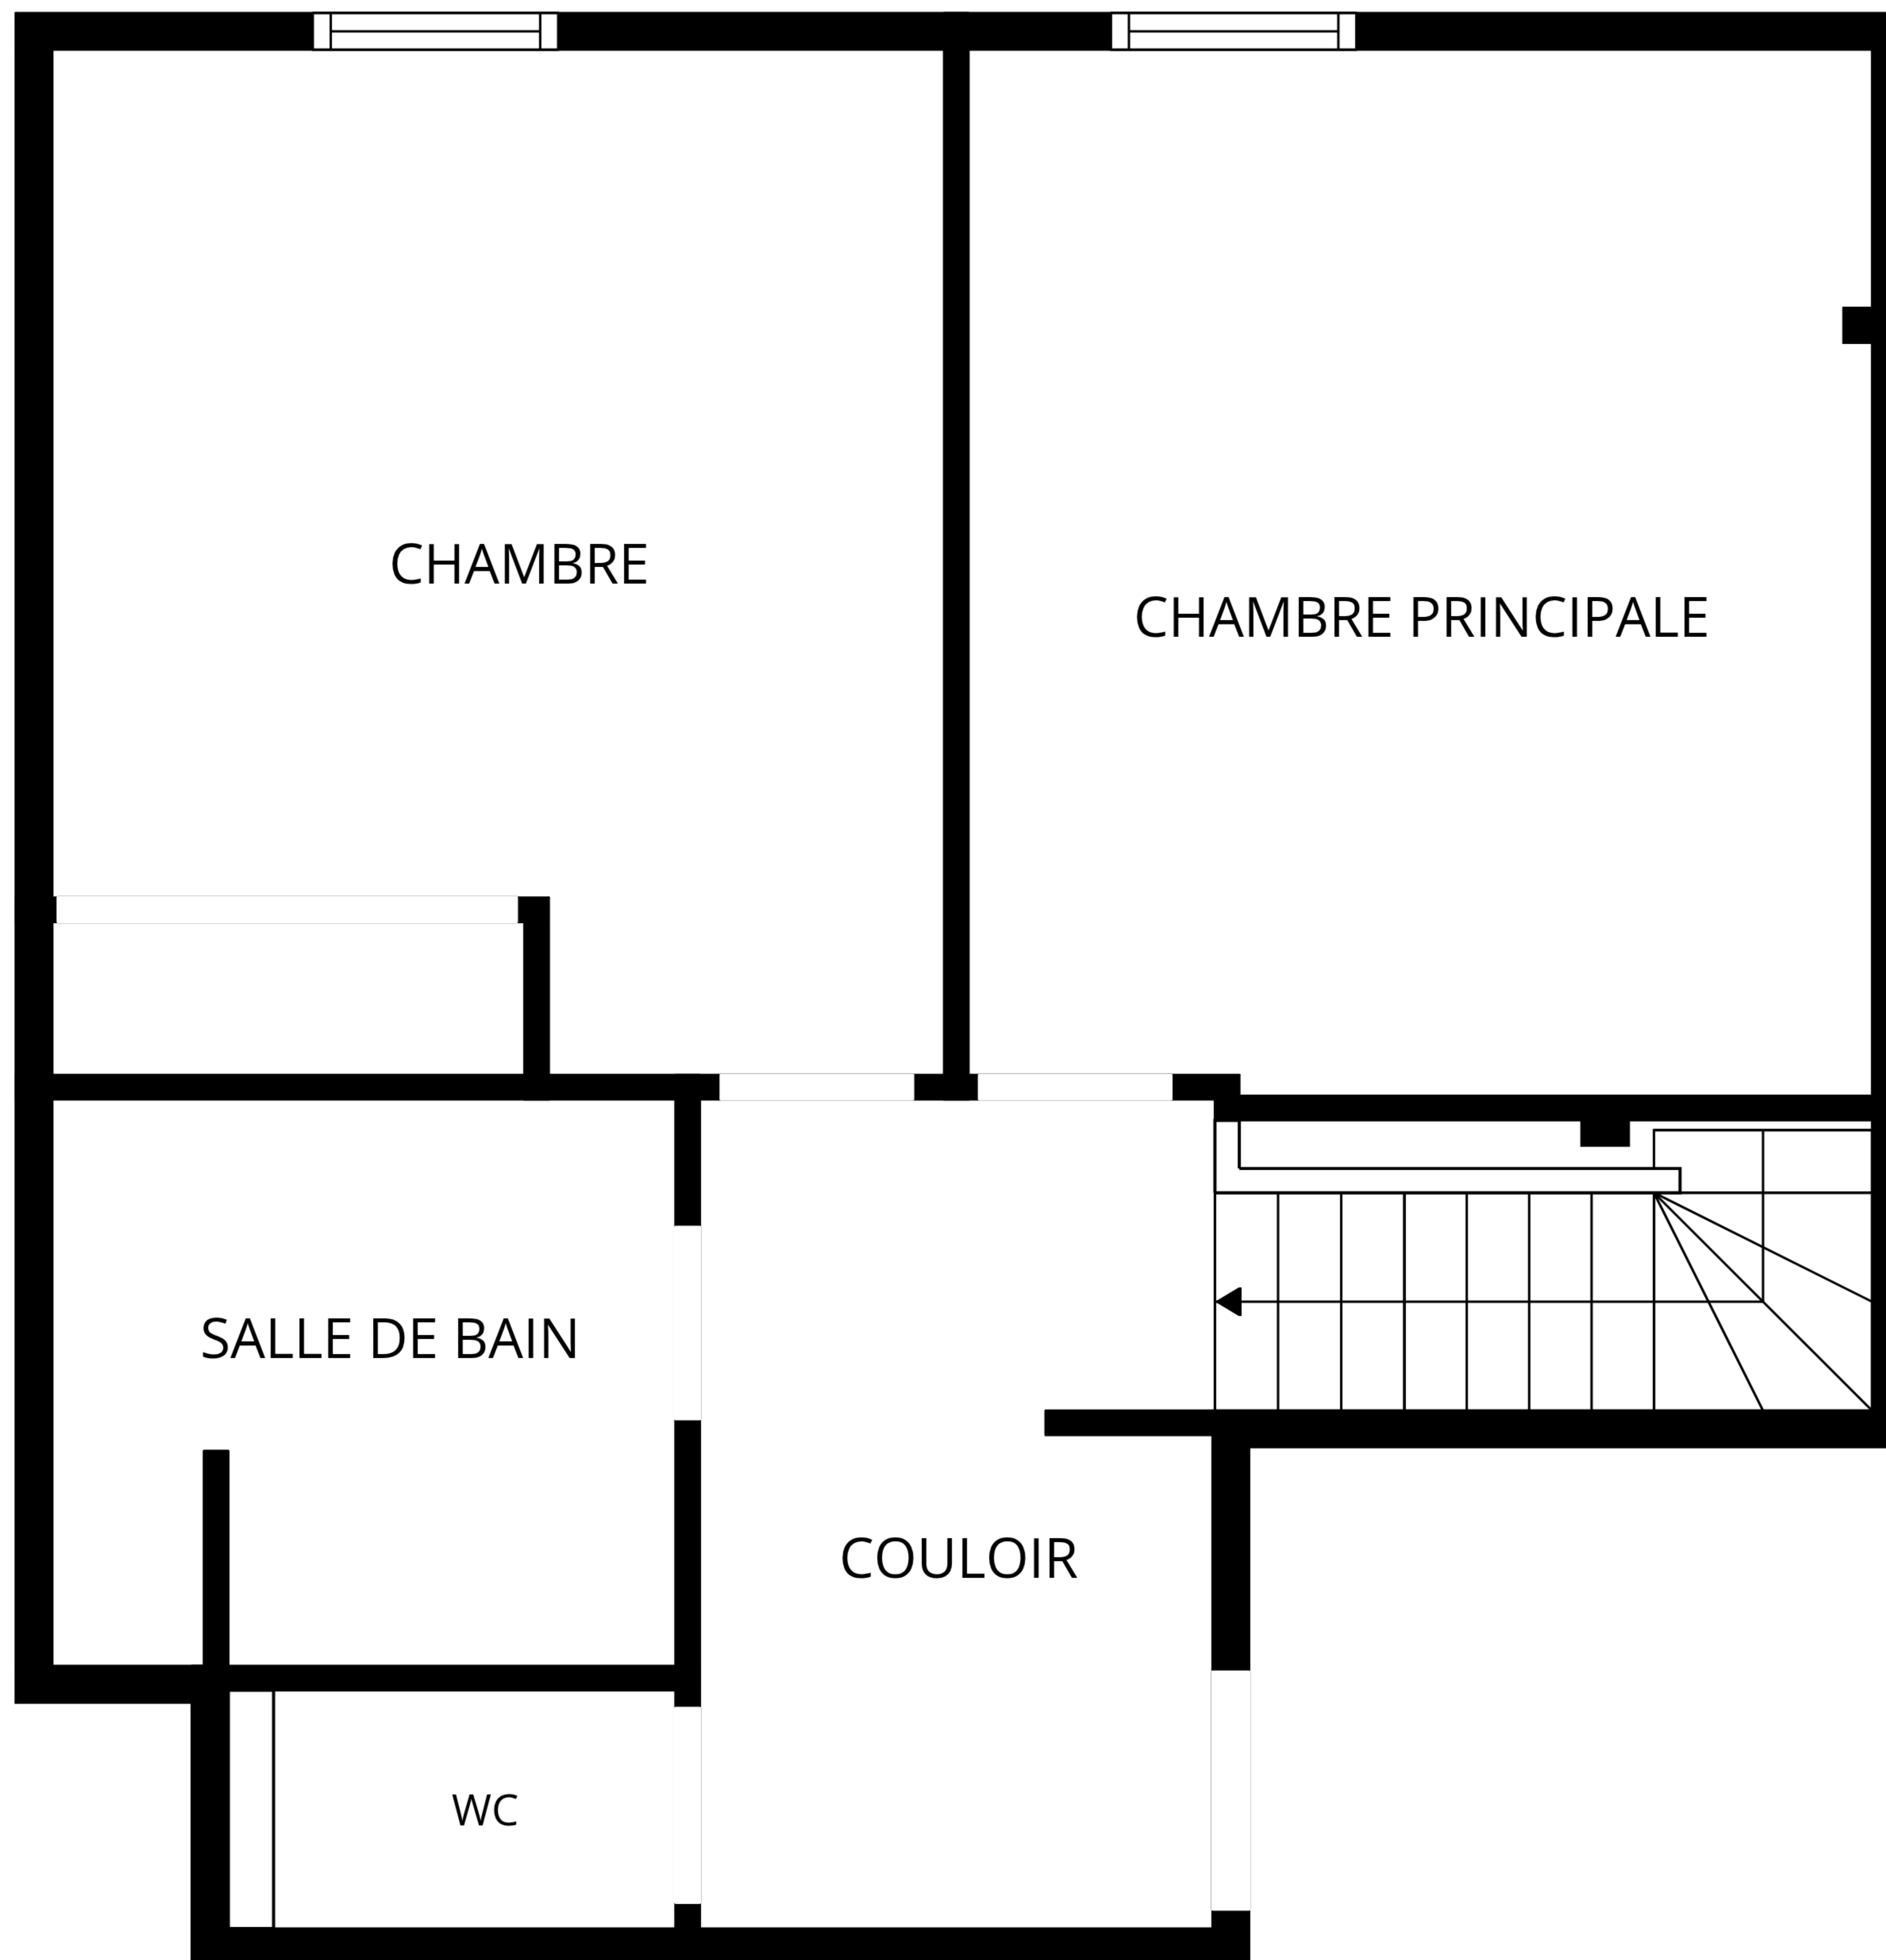 CHAMBRE
CHAMBRE PRINCIPALE
SALLE DE BAIN
COULOIR
WC